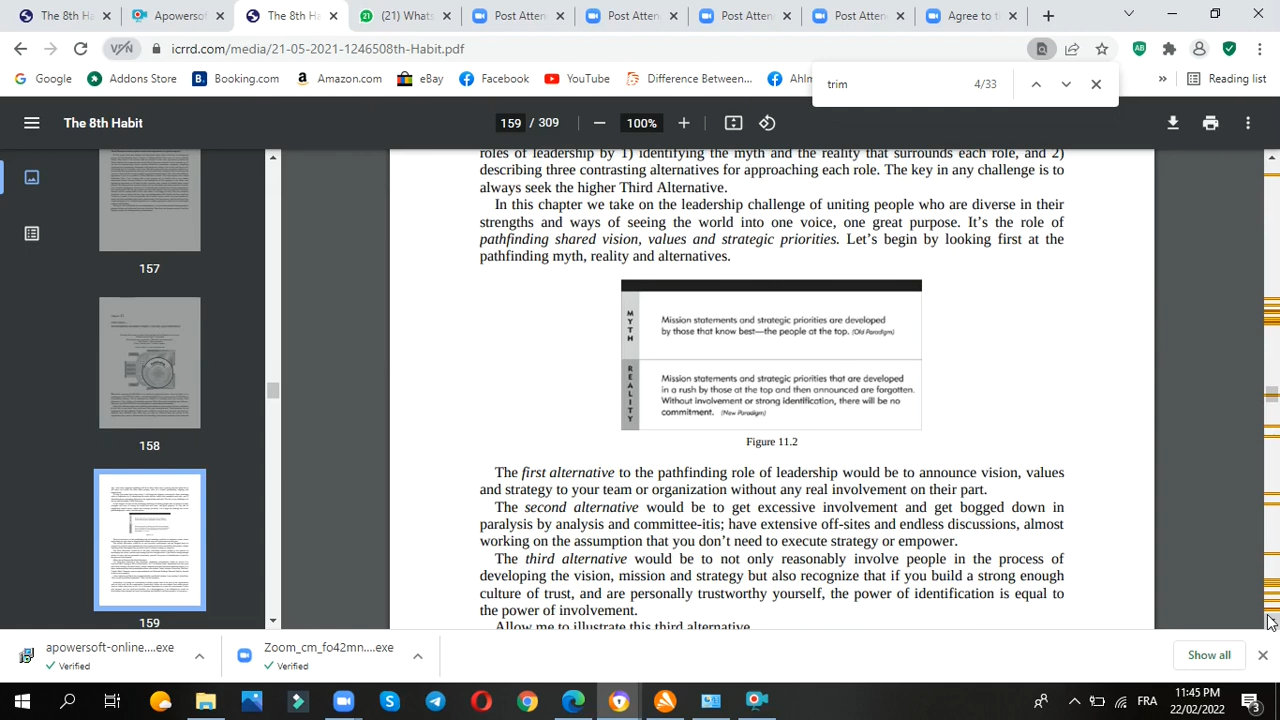 The 8th H
Apowersof
The 8th H
(21) Whats
Post Atten
Post Atten
Post Atten
Post Atten
Agree to t
VPN
icrrd.com/media/21-05-2021-1246508th-Habit.pdf
Google
Addons Store
Booking.com
Amazon.com
eBay
Facebook
YouTube
Difference Between...
Ahlm
»
Reading list
trim
4/33
The 8th Habit
159 / 309
100%
157
158
159
roles of leadership by 1) identifying the myth and the reality that surrounds each role, and 2)
describing three contrasting alternatives for approaching each role. The key in any challenge is to
always seek the higher Third Alternative.
In this chapter we take on the leadership challenge of uniting people who are diverse in their
strengths and ways of seeing the world into one voice, one great purpose. It's the role of
pathfinding shared vision, values and strategic priorities. Let's begin by looking first at the
pathfinding myth, reality and alternatives.
MYTH
Mission statements and strategic priorities are developed
by those that know best—the people at the top. (Old Paradigm)
REALITY
Mission statements and strategic priorities that are developed
in a rush by those at the top and then announced are forgotten.
Without involvement or strong identification, there will be no
commitment. (New Paradigm)
Figure 11.2
The first alternative to the pathfinding role of leadership would be to announce vision, values
and strategy to your team or organization without any real involvement on their part.
The second alternative would be to get excessive involvement and get bogged down in
paralysis by analysis and committee-itis; have extensive off-sites and endless discussions, almost
working on the assumption that you don't need to execute strategy or empower.
The third alternative would be to not only reasonably involve people in the process of
developing the vision, mission and strategy but also recognize that if you build a strong enough
culture of trust, and are personally trustworthy yourself, the power of identification is equal to
the power of involvement.
Allow me to illustrate this third alternative
apowersoft-online....exe
Verified
Zoom_cm_fo42mn....exe
Verified
Show all
FRA
11:45 PM
22/02/2022
3